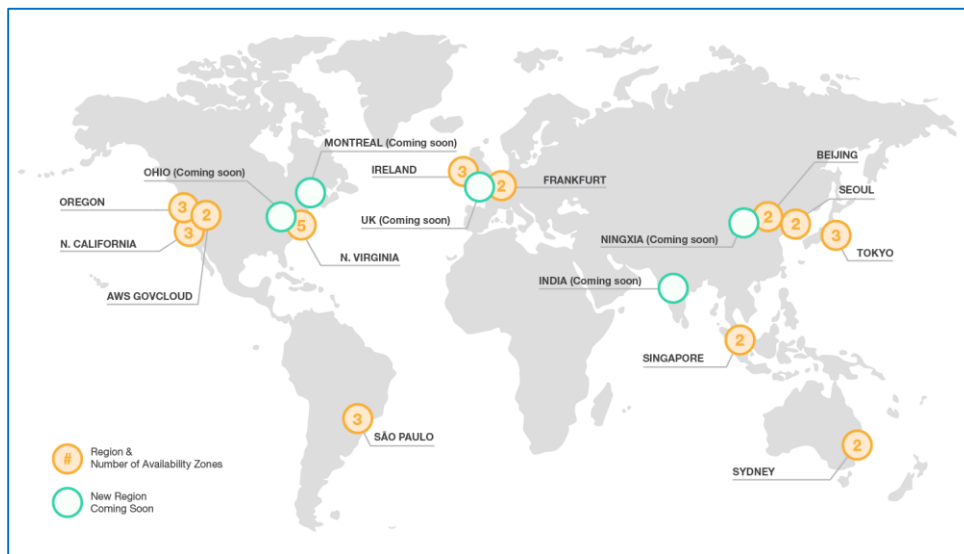 MONTREAL (Coming soon)
OHIO (Coming soon)
OREGON
3
2
3
N. CALIFORNIA
AWS GOVCLOUD
5
N. VIRGINIA
IRELAND
3
2
FRANKFURT
UK (Coming soon)
BEIJING
SEOUL
2
2
3
NINGXIA (Coming soon)
TOKYO
INDIA (Coming soon)
2
SINGAPORE
3
SÃO PAULO
2
SYDNEY
#
Region &
Number of Availability Zones
New Region
Coming Soon